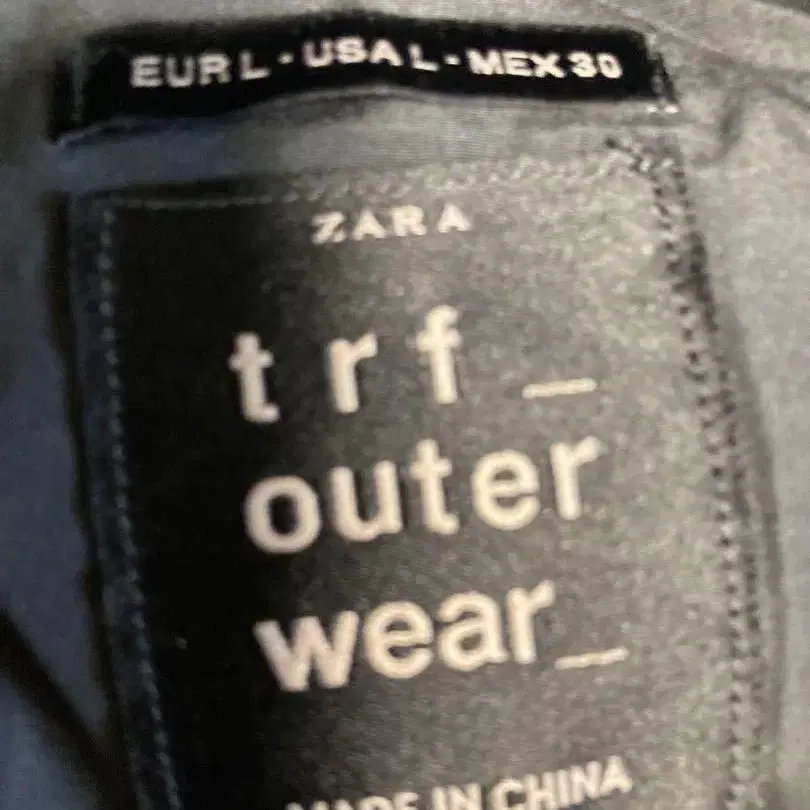 EUR L · USA L - MEX 30
ZARA
trf_
outer
wear_
MADE IN CHINA